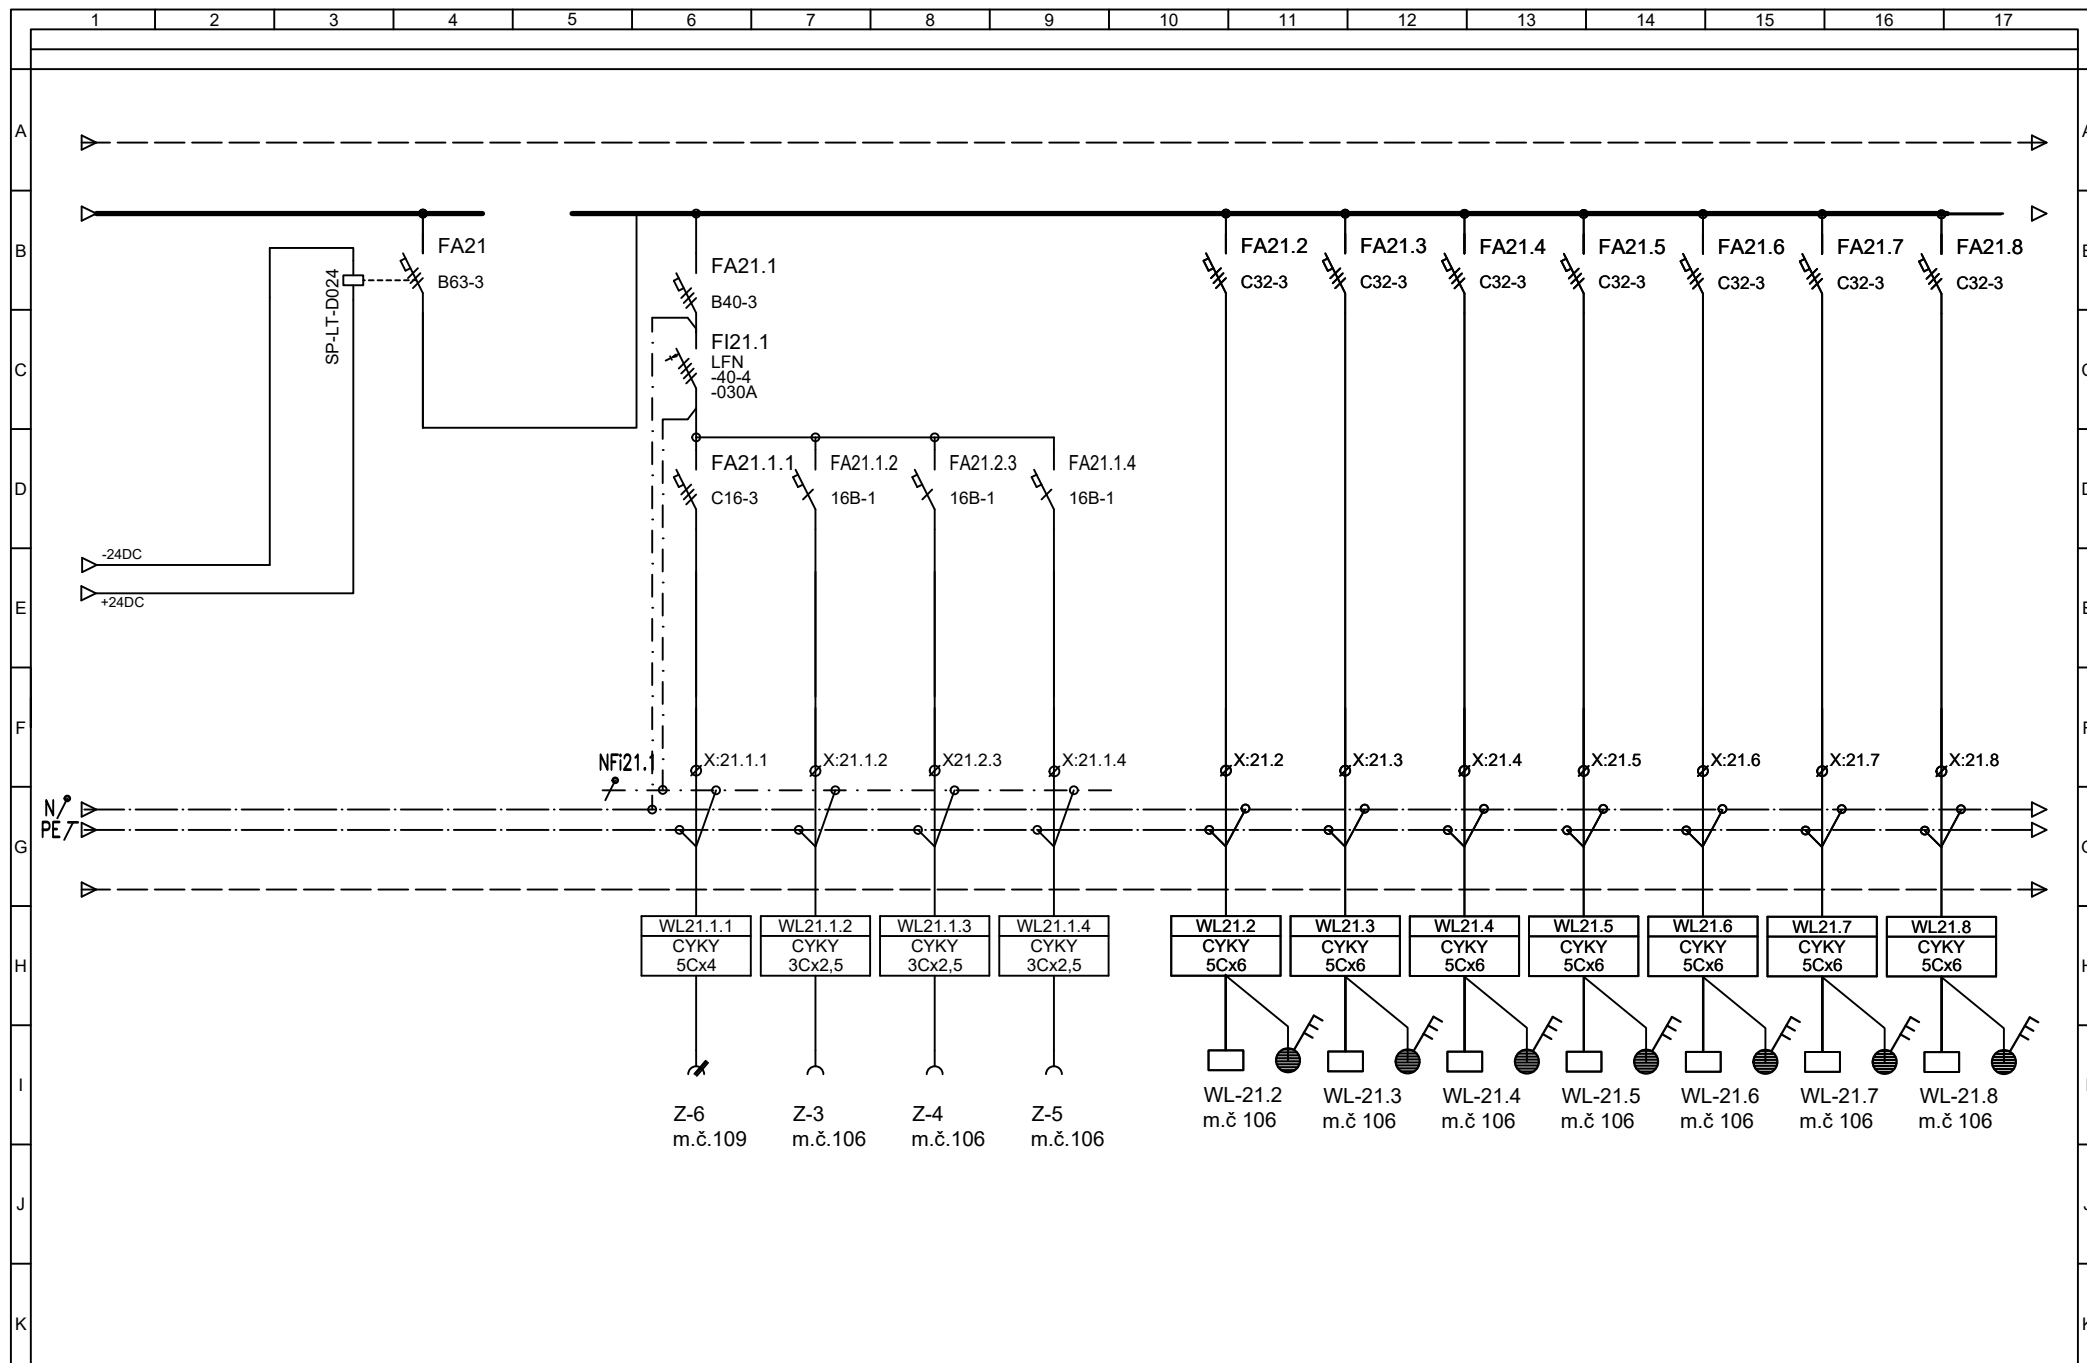 1 2 3 4 5 6 7 8 9 10 11 12 13 14 15 16 17
A
B
C
D
E
F
G
H
I
J
K
FA21
B63-3
SP-LT-D024
-24DC
+24DC
FA21.1
B40-3
FI21.1
LFN
-40-4
-030A
FA21.1.1
C16-3
FA21.1.2
16B-1
FA21.2.3
16B-1
FA21.1.4
16B-1
FA21.2
C32-3
FA21.3
C32-3
FA21.4
C32-3
FA21.5
C32-3
FA21.6
C32-3
FA21.7
C32-3
FA21.8
C32-3
NFi21.1
X:21.1.1
X:21.1.2
X21.2.3
X:21.1.4
X:21.2
X:21.3
X:21.4
X:21.5
X:21.6
X:21.7
X:21.8
N
PE
WL21.1.1
CYKY
5Cx4
WL21.1.2
CYKY
3Cx2,5
WL21.1.3
CYKY
3Cx2,5
WL21.1.4
CYKY
3Cx2,5
WL21.2
CYKY
5Cx6
WL21.3
CYKY
5Cx6
WL21.4
CYKY
5Cx6
WL21.5
CYKY
5Cx6
WL21.6
CYKY
5Cx6
WL21.7
CYKY
5Cx6
WL21.8
CYKY
5Cx6
Z-6
m.č.109
Z-3
m.č.106
Z-4
m.č.106
Z-5
m.č.106
WL-21.2
m.č 106
WL-21.3
m.č 106
WL-21.4
m.č 106
WL-21.5
m.č 106
WL-21.6
m.č 106
WL-21.7
m.č 106
WL-21.8
m.č 106